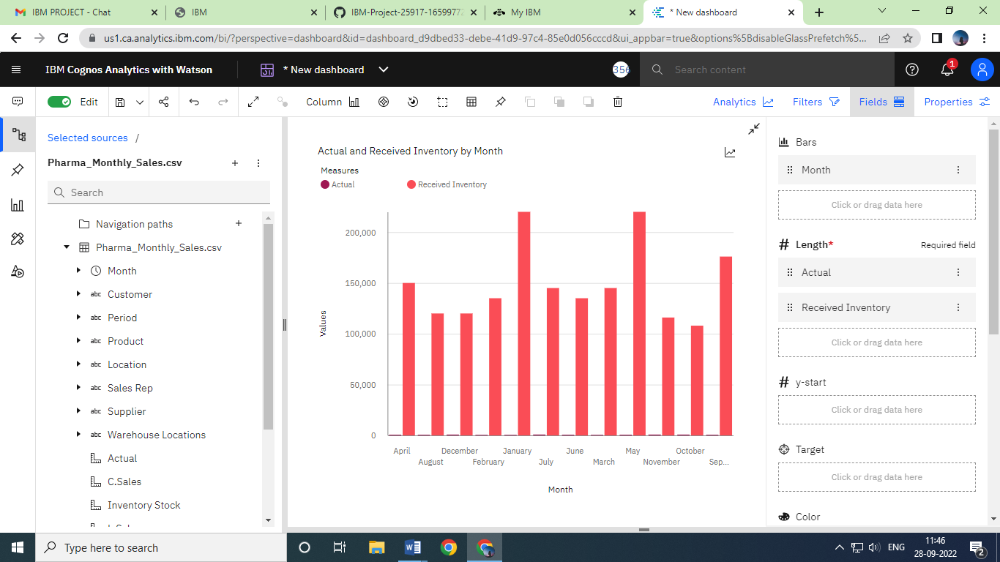 IBM PROJECT - Chat
IBM
IBM-Project-25917-16599772
My IBM
* New dashboard
us1.ca.analytics.ibm.com/bi/?perspective=dashboard&id=dashboard_d9dbed33-debe-41d9-97c4-85e0d056cccd&ui_appbar=true&options%5BdisableGlassPrefetch%5...
IBM Cognos Analytics with Watson
* New dashboard
356
Search content
1
Edit
Column
Analytics
Filters
Fields
Properties
Selected sources /
Pharma_Monthly_Sales.csv
Search
Navigation paths
Pharma_Monthly_Sales.csv
Month
abc Customer
abc Period
abc Product
abc Location
abc Sales Rep
abc Supplier
abc Warehouse Locations
Actual
C.Sales
Inventory Stock
Actual and Received Inventory by Month
Measures
Actual
Received Inventory
Values
200,000
150,000
100,000
50,000
0
April
August
December
February
January
July
June
March
May
November
October
Sep...
Month
Bars
Month
Click or drag data here
Length*
Required field
Actual
Received Inventory
Click or drag data here
y-start
Click or drag data here
Target
Click or drag data here
Color
Type here to search
ENG
11:46
28-09-2022
2